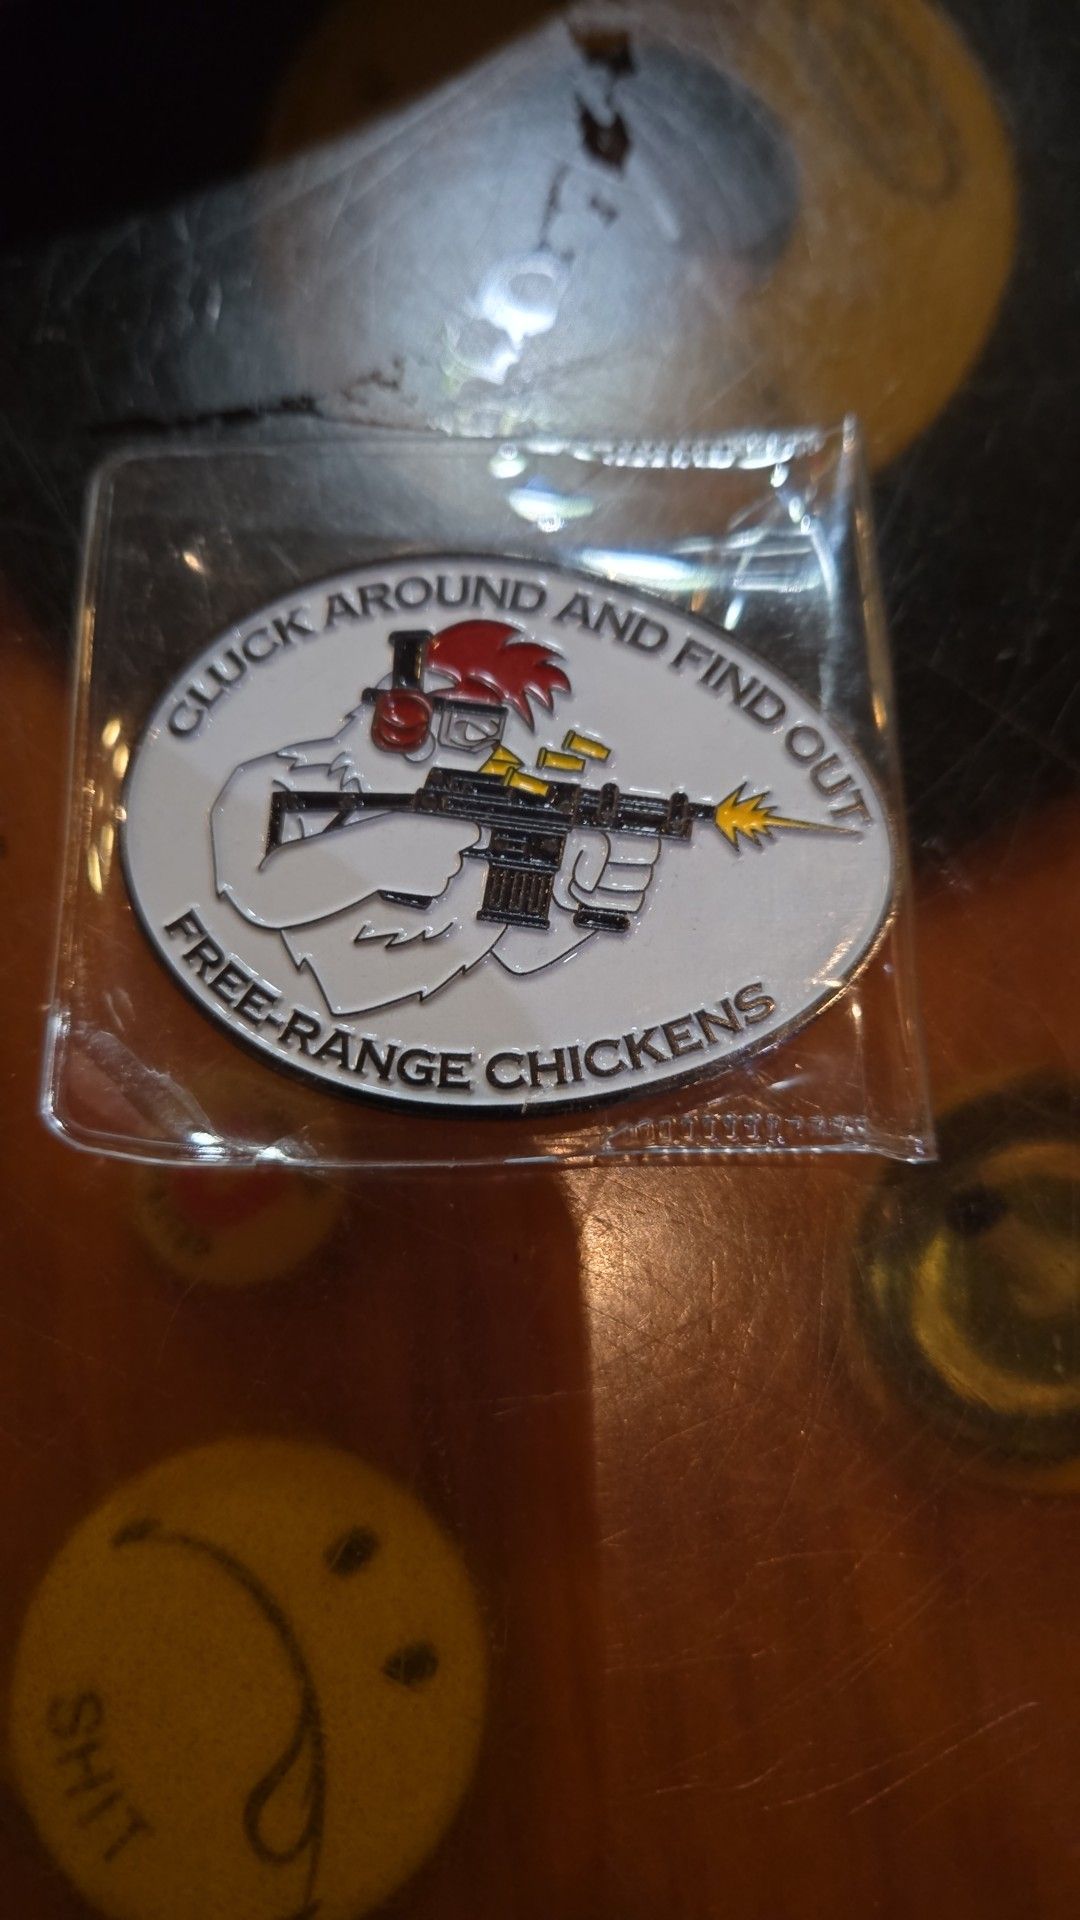 CLUCK AROUND AND FIND OUT
FREE-RANGE CHICKENS
SHIT